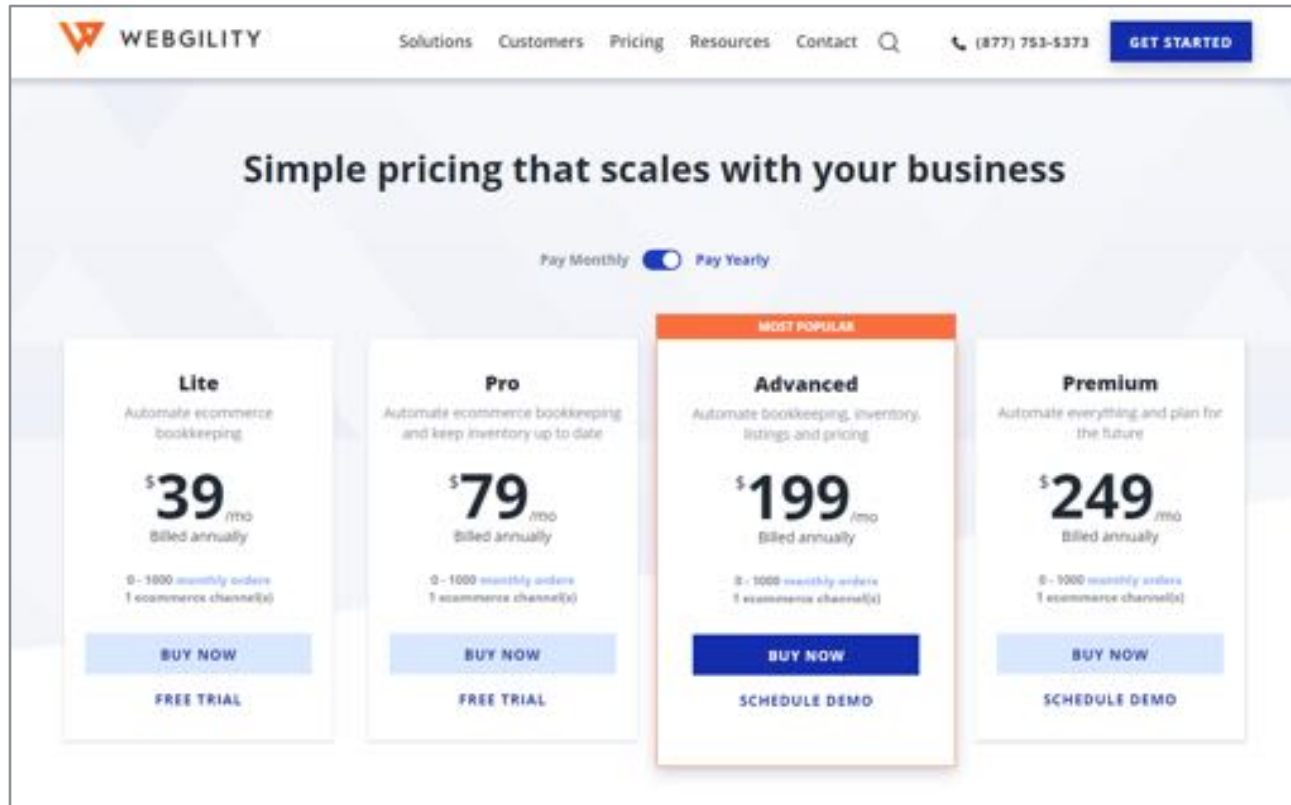 WEBGILITY
Solutions Customers Pricing Resources Contact (877) 753-5373 GET STARTED
Simple pricing that scales with your business
Pay Monthly Pay Yearly
Lite
Automate ecommerce
bookkeeping
$39/mo
Billed annually
0 - 1000 monthly orders
1 ecommerce channel(s)
BUY NOW
FREE TRIAL
Pro
Automate ecommerce bookkeeping
and keep inventory up to date
$79/mo
Billed annually
0 - 1000 monthly orders
1 ecommerce channel(s)
BUY NOW
FREE TRIAL
MOST POPULAR
Advanced
Automate bookkeeping, inventory,
listings and pricing
$199/mo
Billed annually
0 - 1000 monthly orders
1 ecommerce channel(s)
BUY NOW
SCHEDULE DEMO
Premium
Automate everything and plan for
the future
$249/mo
Billed annually
0 - 1000 monthly orders
1 ecommerce channel(s)
BUY NOW
SCHEDULE DEMO